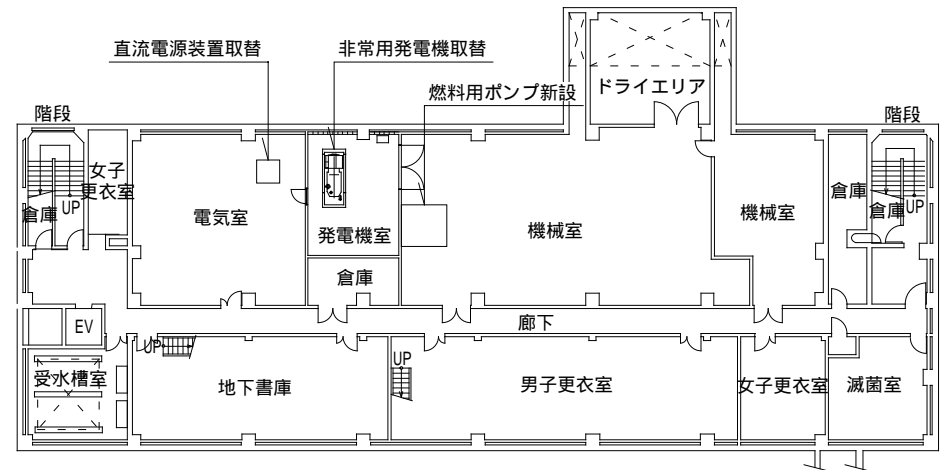 直流電源装置取替
非常用発電機取替
燃料用ポンプ新設
ドライエリア
階段
階段
女子
更衣室
倉庫
UP
電気室
発電機室
倉庫
機械室
機械室
倉庫
倉庫
UP
EV
廊下
UP
UP
受水槽室
地下書庫
男子更衣室
女子更衣室
滅菌室